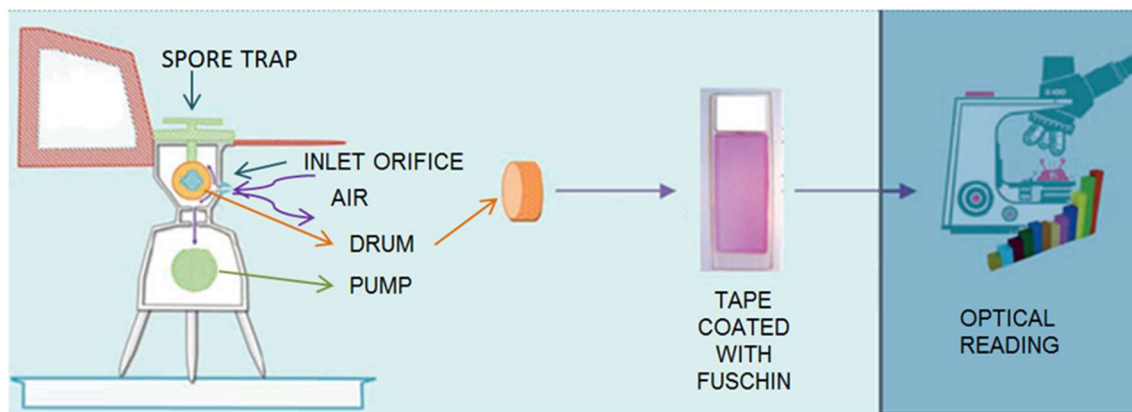 SPORE TRAP
INLET ORIFICE
AIR
DRUM
PUMP
TAPE
COATED
WITH
FUSCHIN
OPTICAL
READING